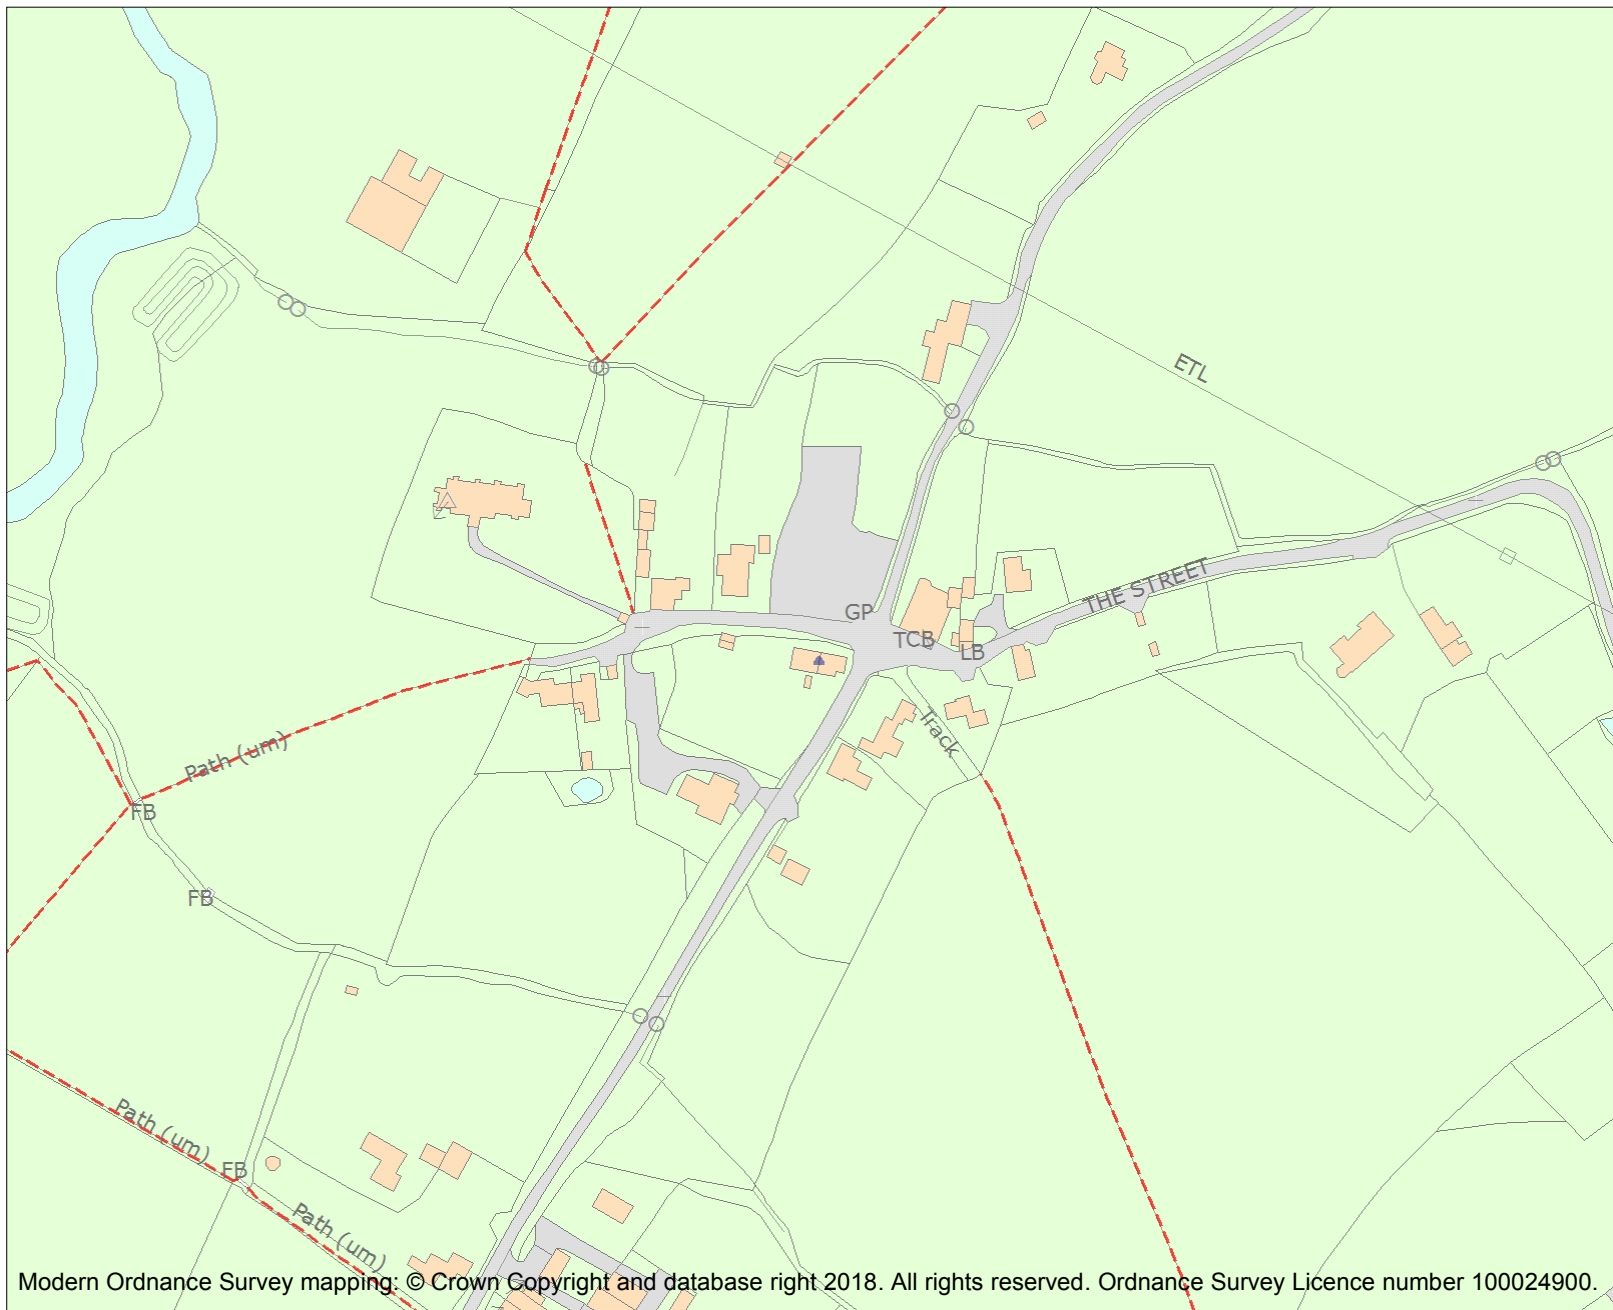 ETL
THE STREET
GP
TCB
LB
Track
Path (um)
FB
FB
Path (um)
FB
Path (um)
Modern Ordnance Survey mapping: © Crown Copyright and database right 2018. All rights reserved. Ordnance Survey Licence number 100024900.